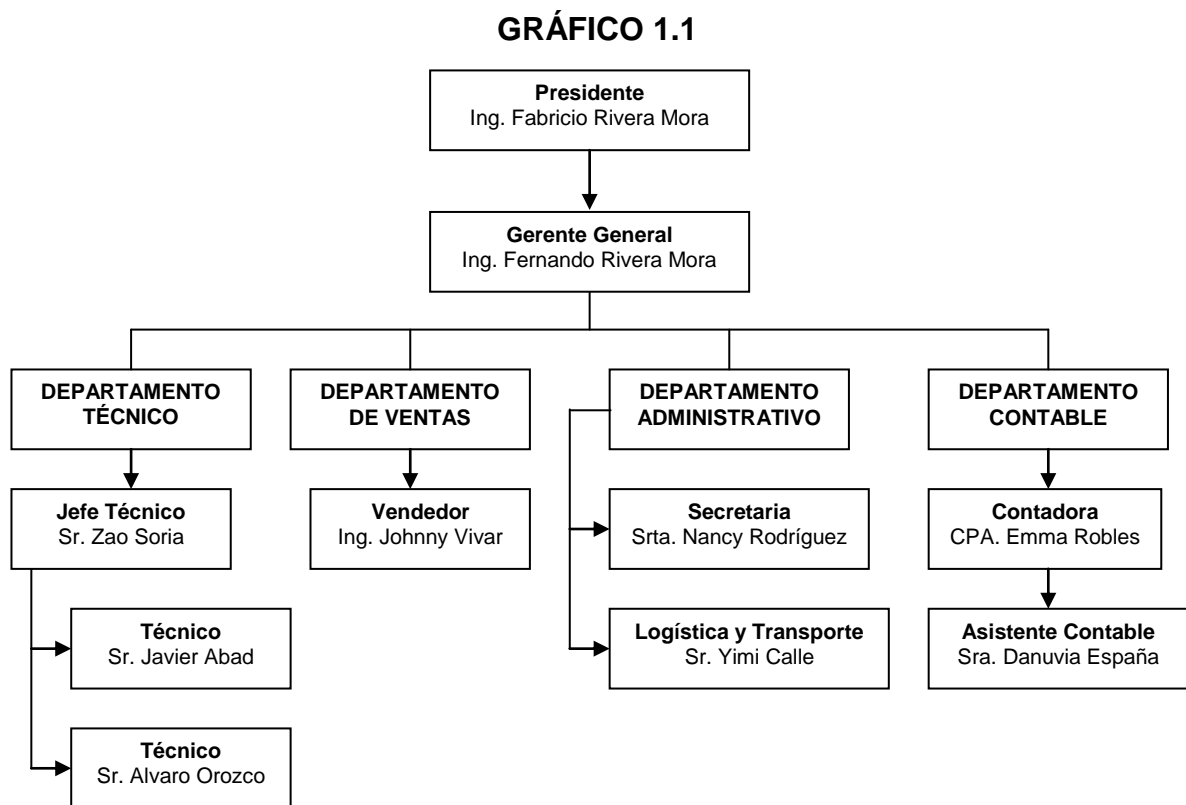 GRÁFICO 1.1
Presidente
Ing. Fabricio Rivera Mora
Gerente General
Ing. Fernando Rivera Mora
DEPARTAMENTO
TÉCNICO
DEPARTAMENTO
DE VENTAS
DEPARTAMENTO
ADMINISTRATIVO
DEPARTAMENTO
CONTABLE
Jefe Técnico
Sr. Zao Soria
Vendedor
Ing. Johnny Vivar
Secretaria
Srta. Nancy Rodríguez
Contadora
CPA. Emma Robles
Técnico
Sr. Javier Abad
Logística y Transporte
Sr. Yimi Calle
Asistente Contable
Sra. Danuvia España
Técnico
Sr. Alvaro Orozco